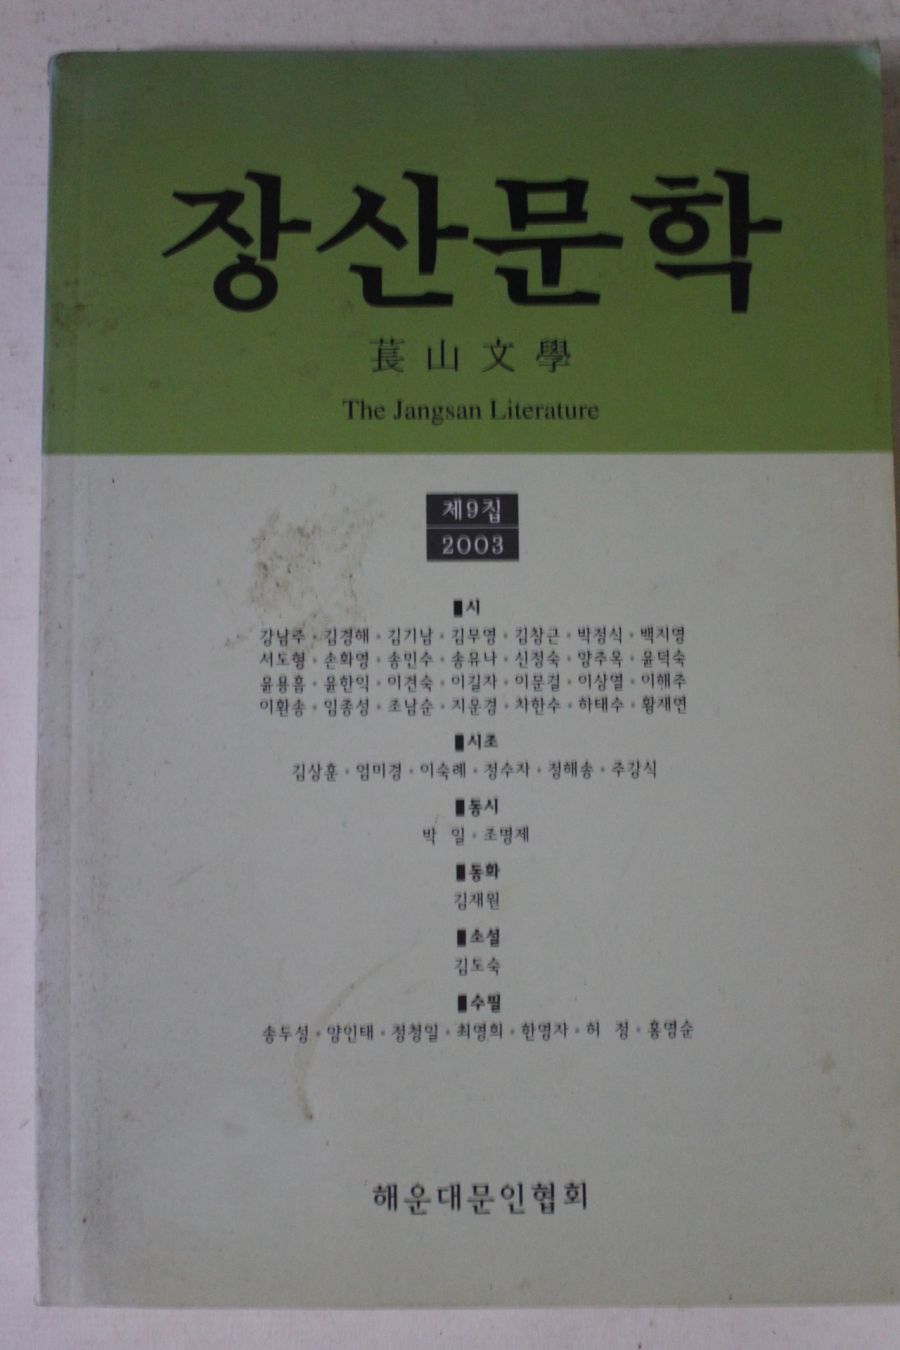 장산문학
萇山文學
The Jangsan Literature
제9집
2003
▮시
강남주 · 김경해 · 김기남 · 김무영 · 김창근 · 박정식 · 백지명
서도형 · 손화영 · 송민수 · 송유나 · 신정숙 · 양주옥 · 윤덕숙
윤용흠 · 윤한익 · 이견숙 · 이길자 · 이문걸 · 이상열 · 이해주
이환송 · 임종성 · 조남순 · 지운경 · 차한수 · 하태수 · 황재연
▮시조
김상훈 · 엄미경 · 이숙례 · 정수자 · 정해송 · 주강식
▮동시
박 일 · 조명제
▮동화
김재원
▮소설
김도숙
▮수필
송두성 · 양인태 · 정청일 · 최영희 · 한영자 · 허 정 · 홍영순
해운대문인협회